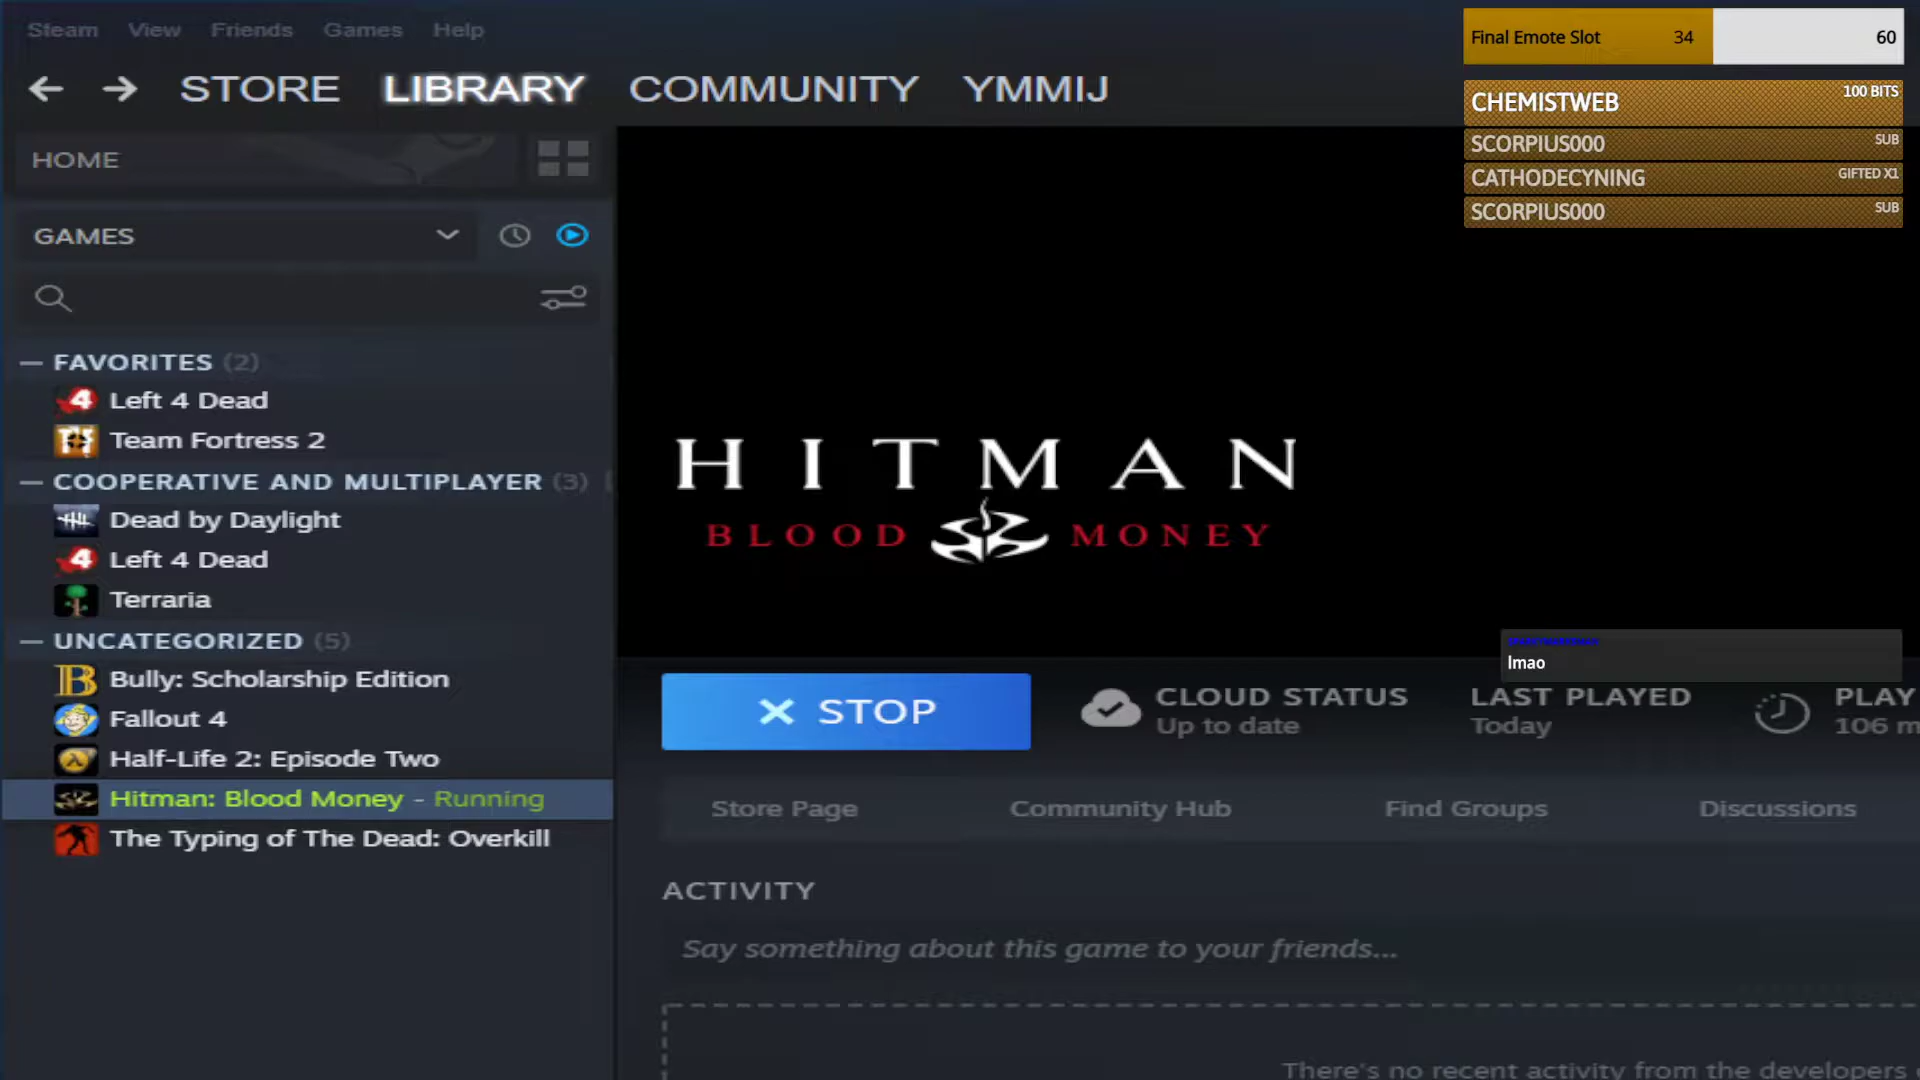 Steam View Friends Games Help
STORE LIBRARY COMMUNITY YMMIJ
HOME
GAMES
— FAVORITES (2)
Left 4 Dead
Team Fortress 2
— COOPERATIVE AND MULTIPLAYER (3)
Dead by Daylight
Left 4 Dead
Terraria
— UNCATEGORIZED (5)
Bully: Scholarship Edition
Fallout 4
Half-Life 2: Episode Two
Hitman: Blood Money - Running
The Typing of The Dead: Overkill
HITMAN
BLOOD MONEY
STOP
CLOUD STATUS
Up to date
LAST PLAYED
Today
PLAY
106 m
Store Page Community Hub Find Groups Discussions
ACTIVITY
Say something about this game to your friends...
There's no recent activity from the developers
Final Emote Slot 34 60
CHEMISTWEB 100 BITS
SCORPIUS000 SUB
CATHODECYNING GIFTED X1
SCORPIUS000 SUB
lmao